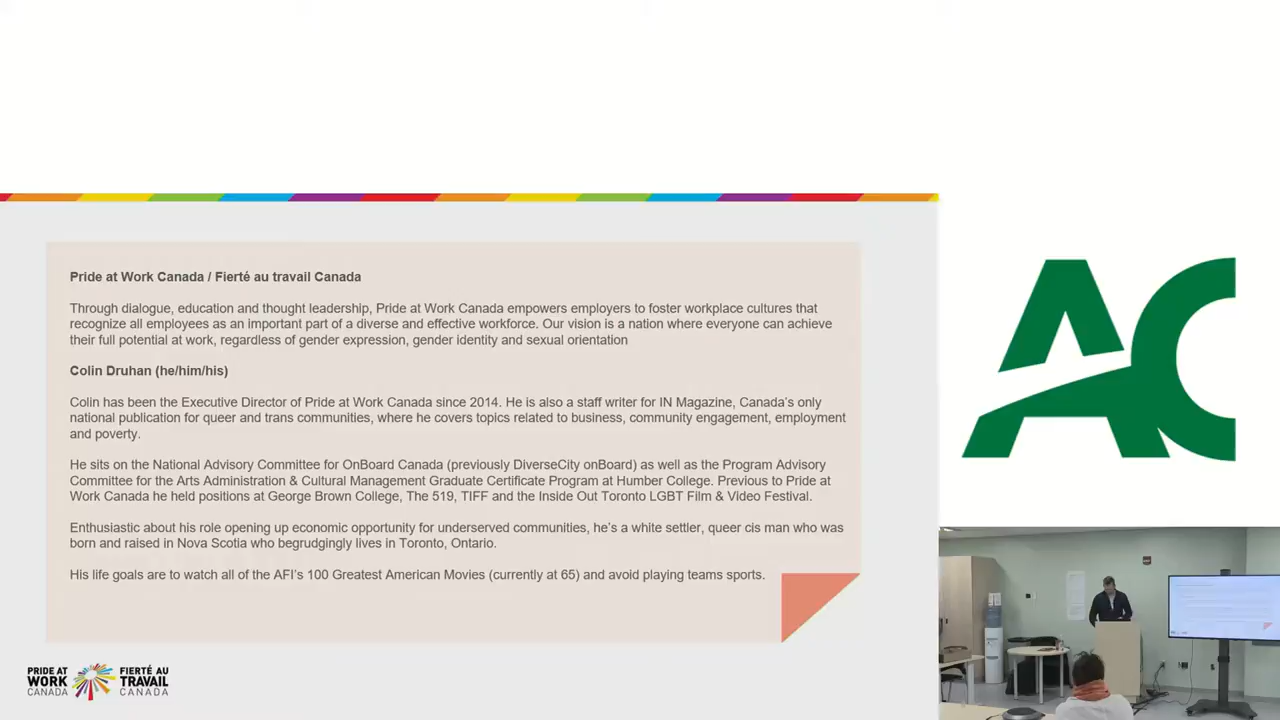 Pride at Work Canada / Fierté au travail Canada
Through dialogue, education and thought leadership, Pride at Work Canada empowers employers to foster workplace cultures that
recognize all employees as an important part of a diverse and effective workforce. Our vision is a nation where everyone can achieve
their full potential at work, regardless of gender expression, gender identity and sexual orientation
Colin Druhan (he/him/his)
Colin has been the Executive Director of Pride at Work Canada since 2014. He is also a staff writer for IN Magazine, Canada's only
national publication for queer and trans communities, where he covers topics related to business, community engagement, employment
and poverty.
He sits on the National Advisory Committee for OnBoard Canada (previously DiverseCity onBoard) as well as the Program Advisory
Committee for the Arts Administration & Cultural Management Graduate Certificate Program at Humber College. Previous to Pride at
Work Canada he held positions at George Brown College, The 519, TIFF and the Inside Out Toronto LGBT Film & Video Festival.
Enthusiastic about his role opening up economic opportunity for underserved communities, he's a white settler, queer cis man who was
born and raised in Nova Scotia who begrudgingly lives in Toronto, Ontario.
His life goals are to watch all of the AFI's 100 Greatest American Movies (currently at 65) and avoid playing teams sports.
PRIDE AT
WORK
CANADA
FIERTÉ AU
TRAVAIL
CANADA
AC